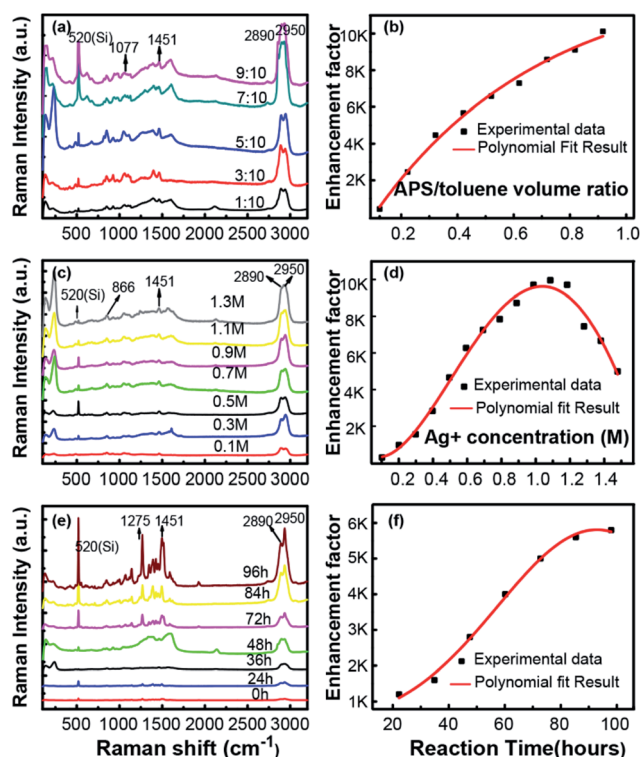 (a)
520(Si)
1077
1451
2890
2950
9:10
7:10
5:10
3:10
1:10
Raman Intensity (a.u.)
500 1000 1500 2000 2500 3000
(b)
10K
8K
6K
4K
2K
Enhancement factor
Experimental data
Polynomial Fit Result
APS/toluene volume ratio
0.2 0.4 0.6 0.8 1.0
(c)
520(Si)
866
1451
2890
2950
1.3M
1.1M
0.9M
0.7M
0.5M
0.3M
0.1M
Raman Intensity (a.u.)
500 1000 1500 2000 2500 3000
(d)
10K
8K
6K
4K
2K
Enhancement factor
Experimental data
Polynomial fit Result
Ag+ concentration (M)
0.2 0.4 0.6 0.8 1.0 1.2 1.4
(e)
520(Si)
1275
1451
2890
2950
96h
84h
72h
48h
36h
24h
0h
Raman Intensity (a.u.)
500 1000 1500 2000 2500 3000
Raman shift (cm-1)
(f)
6K
5K
4K
3K
2K
1K
Enhancement factor
Experimental data
Polynomial fit Result
20 40 60 80 100
Reaction Time(hours)